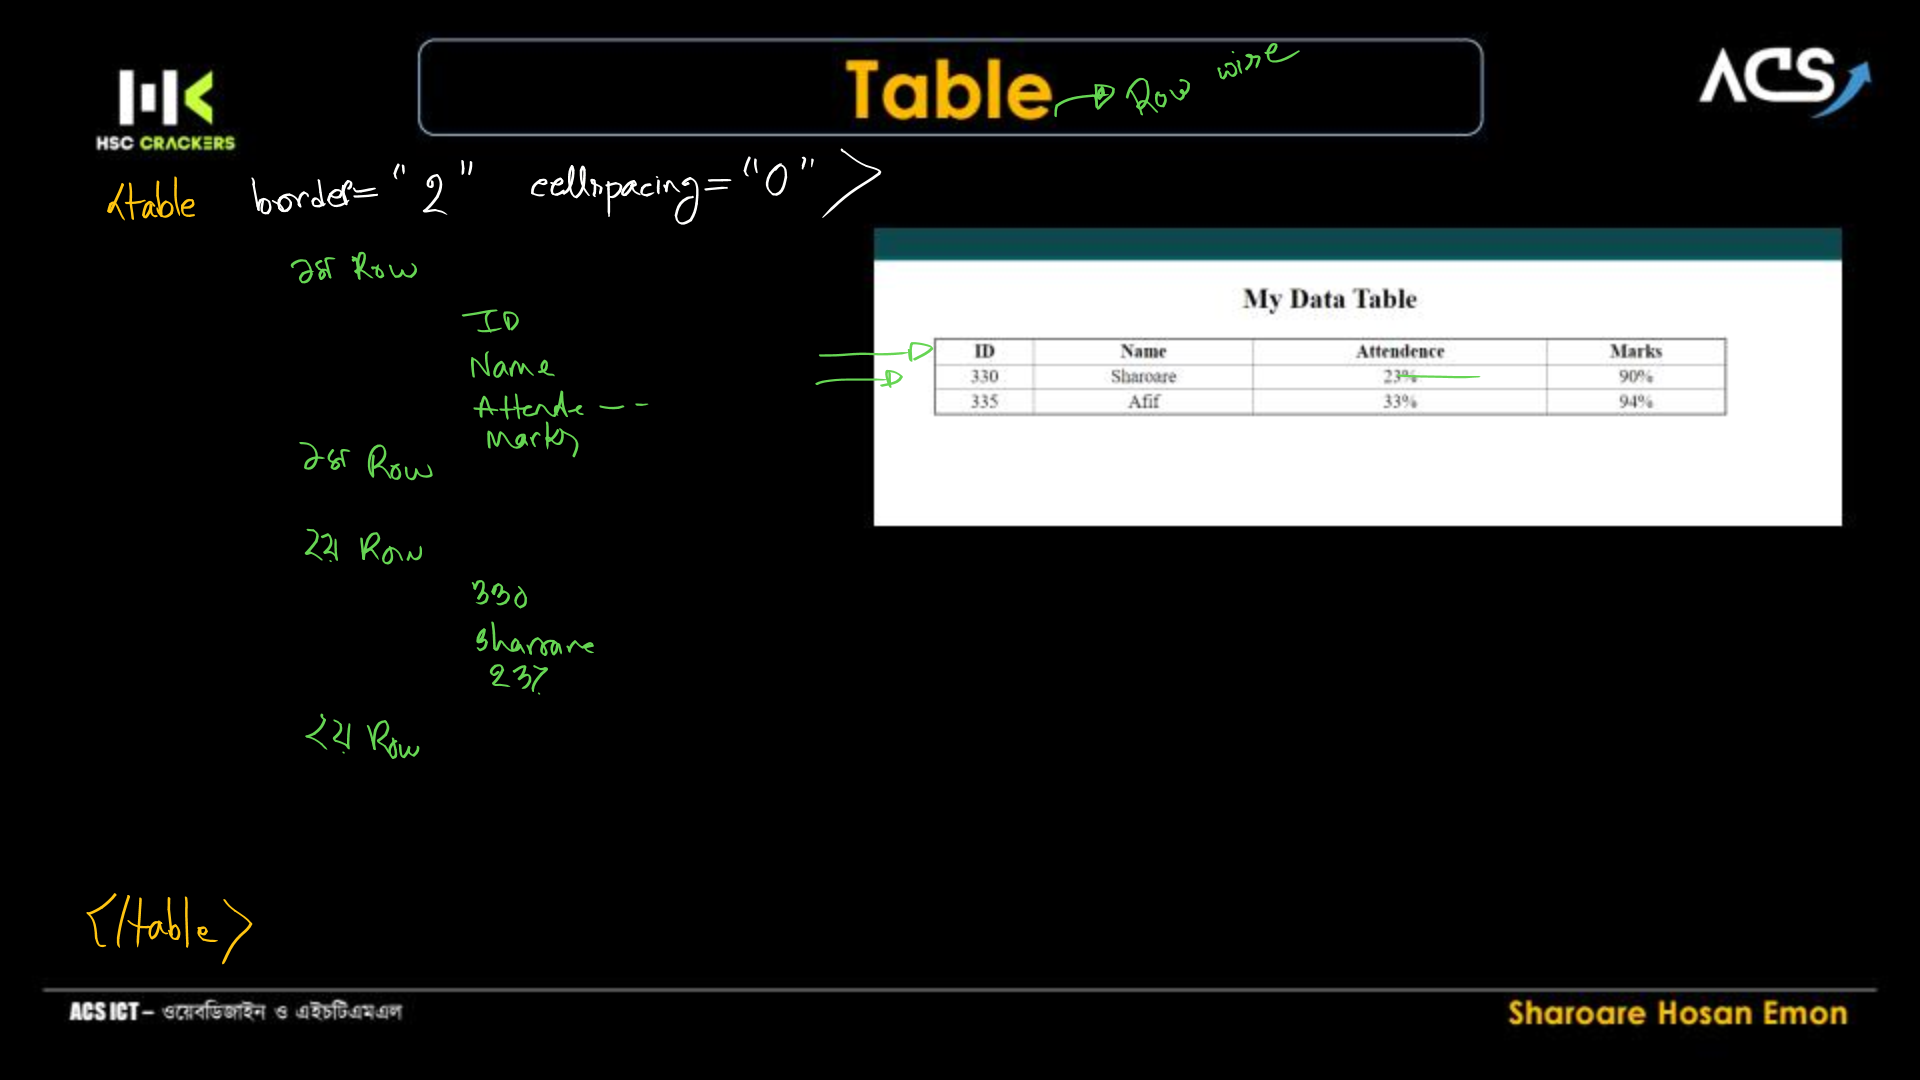 HSC CRACKERS
Table → Row wise
ACS
<table border="2" cellspacing="0">
১ম Row
ID
Name
Attende - -
Marks
১ম Row
২য় Row
330
Sharoare
23%
২য় Row
</table>
My Data Table
ID Name Attendence Marks
330 Sharoare 23% 90%
335 Afif 33% 94%
ACS ICT – ওয়েবডিজাইন ও এইচটিএমএল
Sharoare Hosan Emon